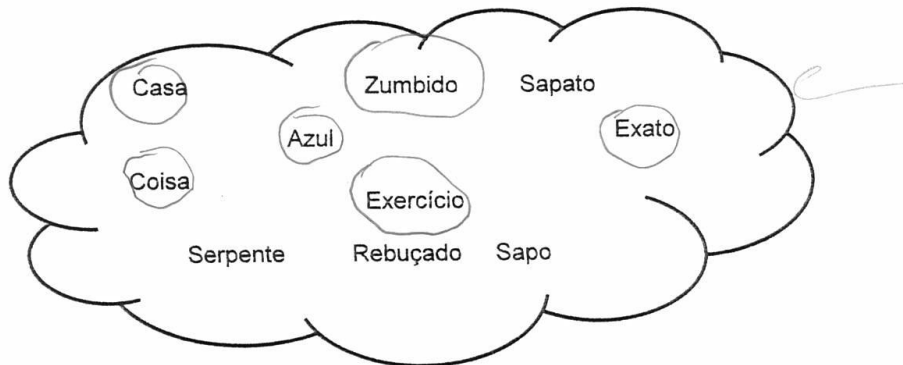 Casa Zumbido Sapato
Azul Exato
Coisa Exercício
Serpente Rebuçado Sapo